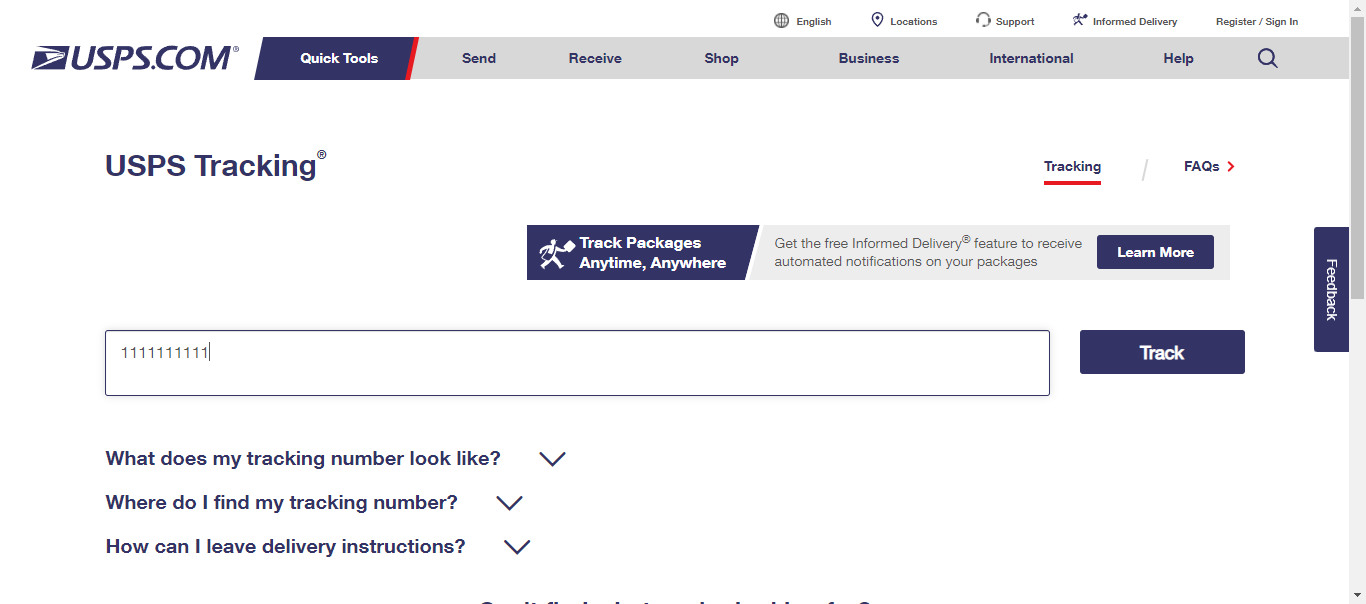 English
Locations
Support
Informed Delivery
Register / Sign In
USPS.COM®
Quick Tools
Send
Receive
Shop
Business
International
Help
USPS Tracking®
Tracking
/
FAQs
Track Packages
Anytime, Anywhere
Get the free Informed Delivery® feature to receive
automated notifications on your packages
Learn More
Feedback
1111111111
Track
What does my tracking number look like?
Where do I find my tracking number?
How can I leave delivery instructions?